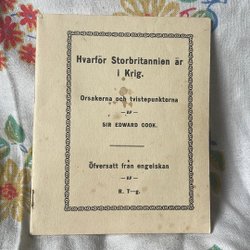 Hvarför Storbritannien är
i Krig.
Orsakerna och tvistepunkterna
— AF —
SIR EDWARD COOK.
Öfversatt från engelskan
— AF —
R. T—g.